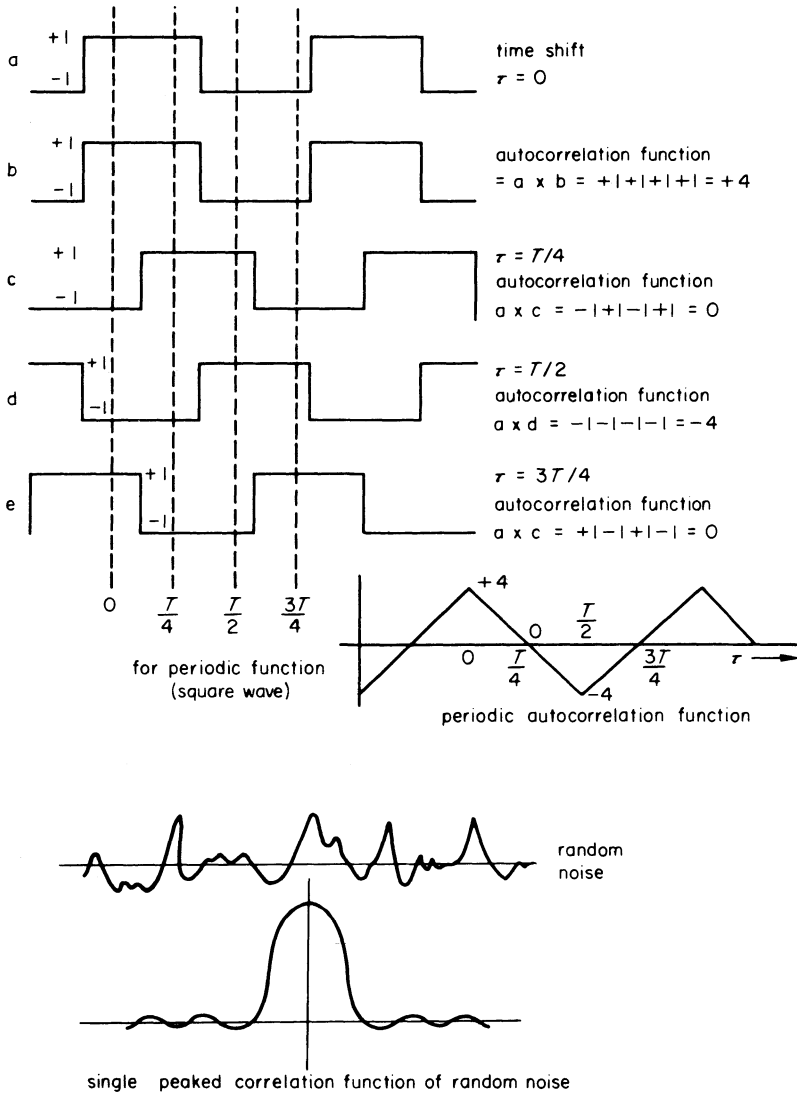 +1
a
-1
time shift
τ = 0
+1
b
-1
autocorrelation function
= a x b = +1+1+1+1 = +4
+1
c
-1
τ = T/4
autocorrelation function
a x c = -1+1-1+1 = 0
+1
d
-1
τ = T/2
autocorrelation function
a x d = -1-1-1-1 = -4
+1
e
-1
τ = 3T/4
autocorrelation function
a x c = +1-1+1-1 = 0
0 T/4 T/2 3T/4
for periodic function
(square wave)
+4
0 T/2
0 T/4 3T/4 τ
-4
periodic autocorrelation function
random
noise
single peaked correlation function of random noise